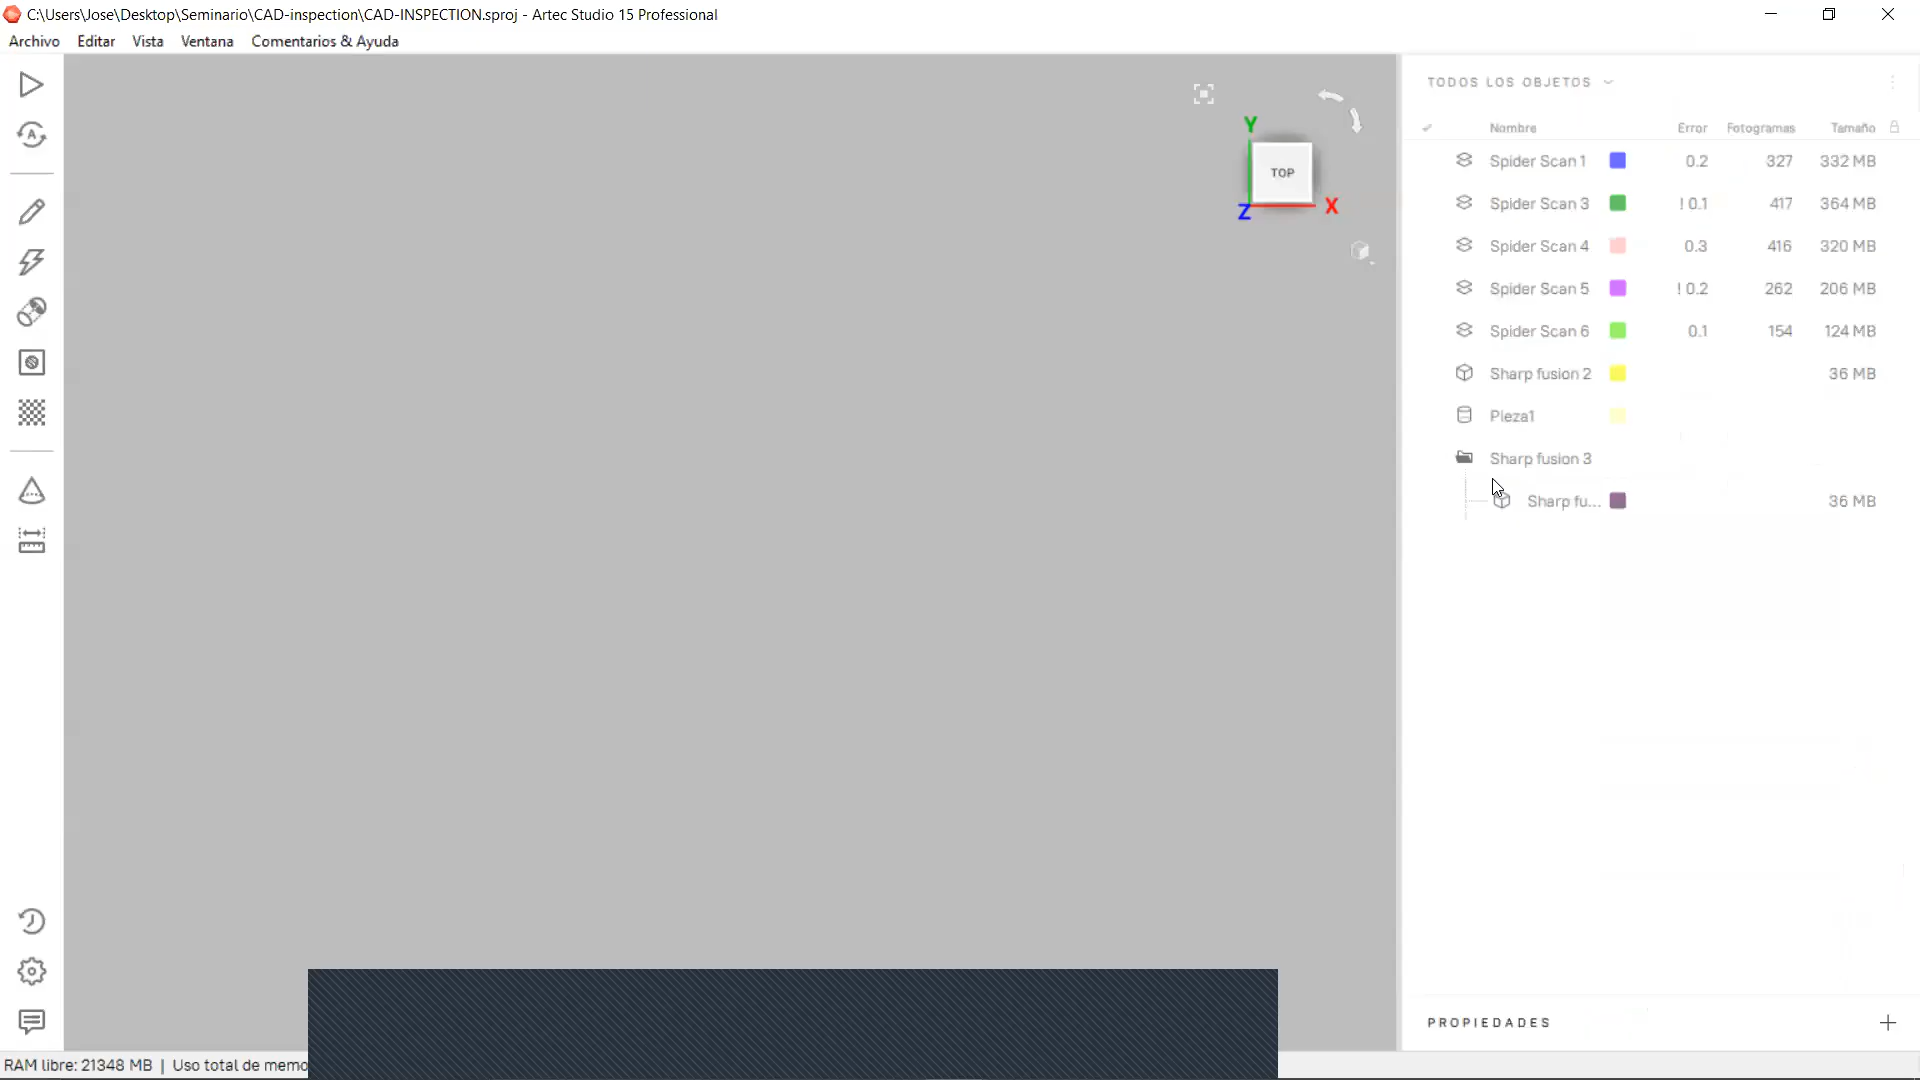 C:\Users\Jose\Desktop\Seminario\CAD-inspection\CAD-INSPECTION.sproj - Artec Studio 15 Professional
Archivo Editar Vista Ventana Comentarios & Ayuda
TODOS LOS OBJETOS
Nombre Error Fotogramas Tamaño
Y
TOP
Z X
Spider Scan 1 0.2 327 332 MB
Spider Scan 3 ! 0.1 417 364 MB
Spider Scan 4 0.3 416 320 MB
Spider Scan 5 ! 0.2 262 206 MB
Spider Scan 6 0.1 154 124 MB
Sharp fusion 2 36 MB
Pieza1
Sharp fusion 3
Sharp fu... 36 MB
PROPIEDADES
RAM libre: 21348 MB | Uso total de memo